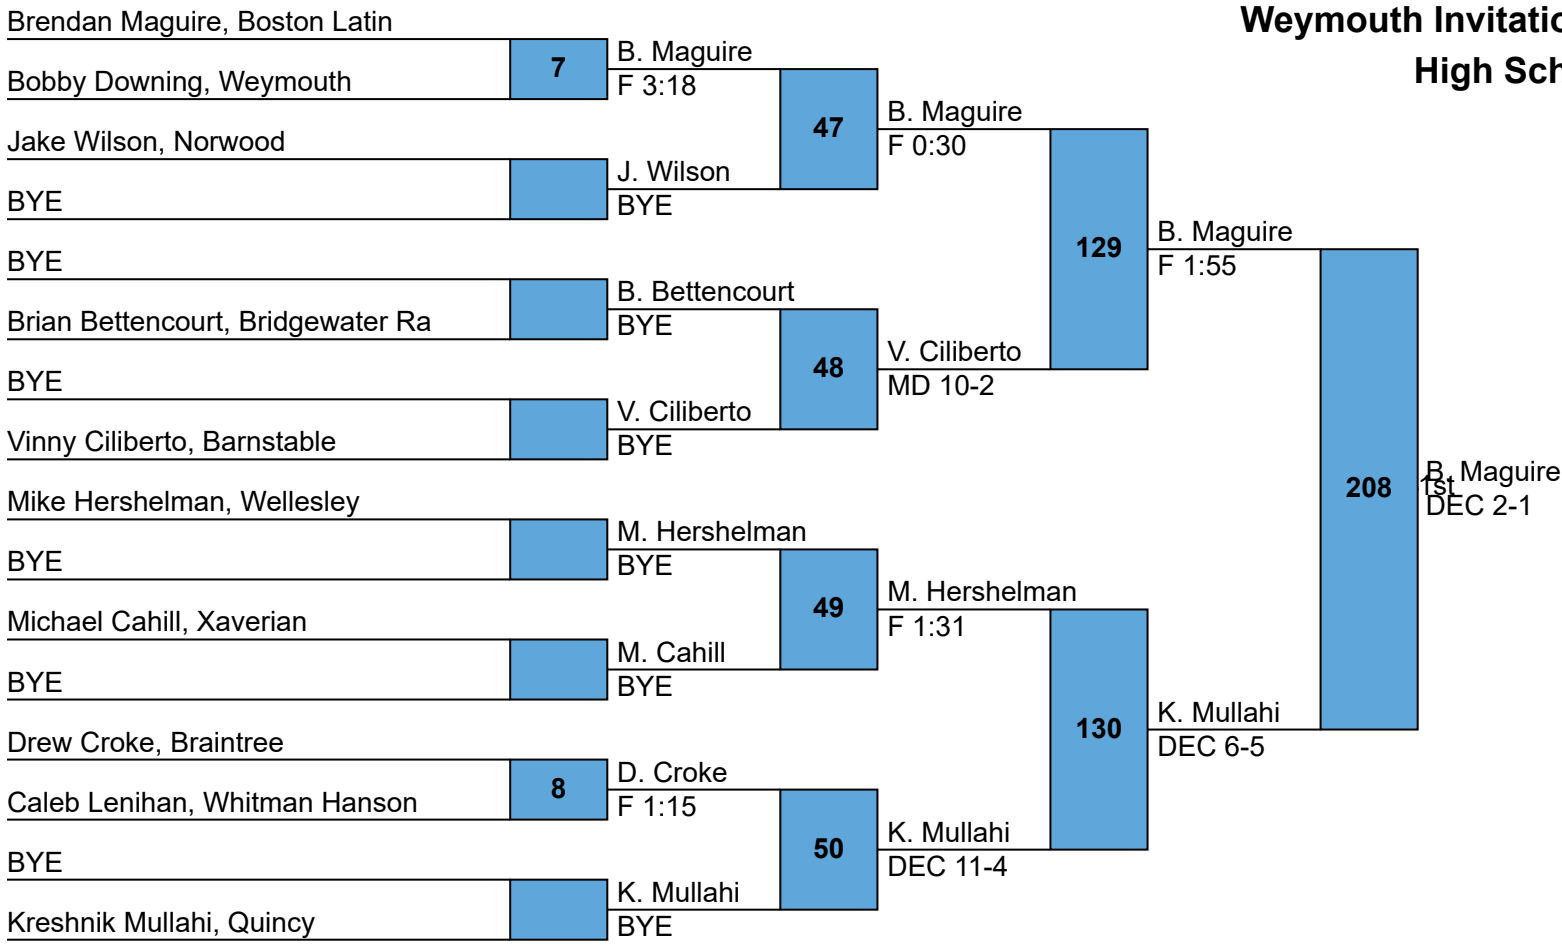 Weymouth Invitatio
High Sch
Brendan Maguire, Boston Latin
Bobby Downing, Weymouth
Jake Wilson, Norwood
BYE
BYE
Brian Bettencourt, Bridgewater Ra
BYE
Vinny Ciliberto, Barnstable
Mike Hershelman, Wellesley
BYE
Michael Cahill, Xaverian
BYE
Drew Croke, Braintree
Caleb Lenihan, Whitman Hanson
BYE
Kreshnik Mullahi, Quincy
7
8
B. Maguire
F 3:18
J. Wilson
BYE
B. Bettencourt
BYE
V. Ciliberto
BYE
M. Hershelman
BYE
M. Cahill
BYE
D. Croke
F 1:15
K. Mullahi
BYE
47
48
49
50
B. Maguire
F 0:30
V. Ciliberto
MD 10-2
M. Hershelman
F 1:31
K. Mullahi
DEC 11-4
129
130
B. Maguire
F 1:55
K. Mullahi
DEC 6-5
208
B. Maguire
1st
DEC 2-1